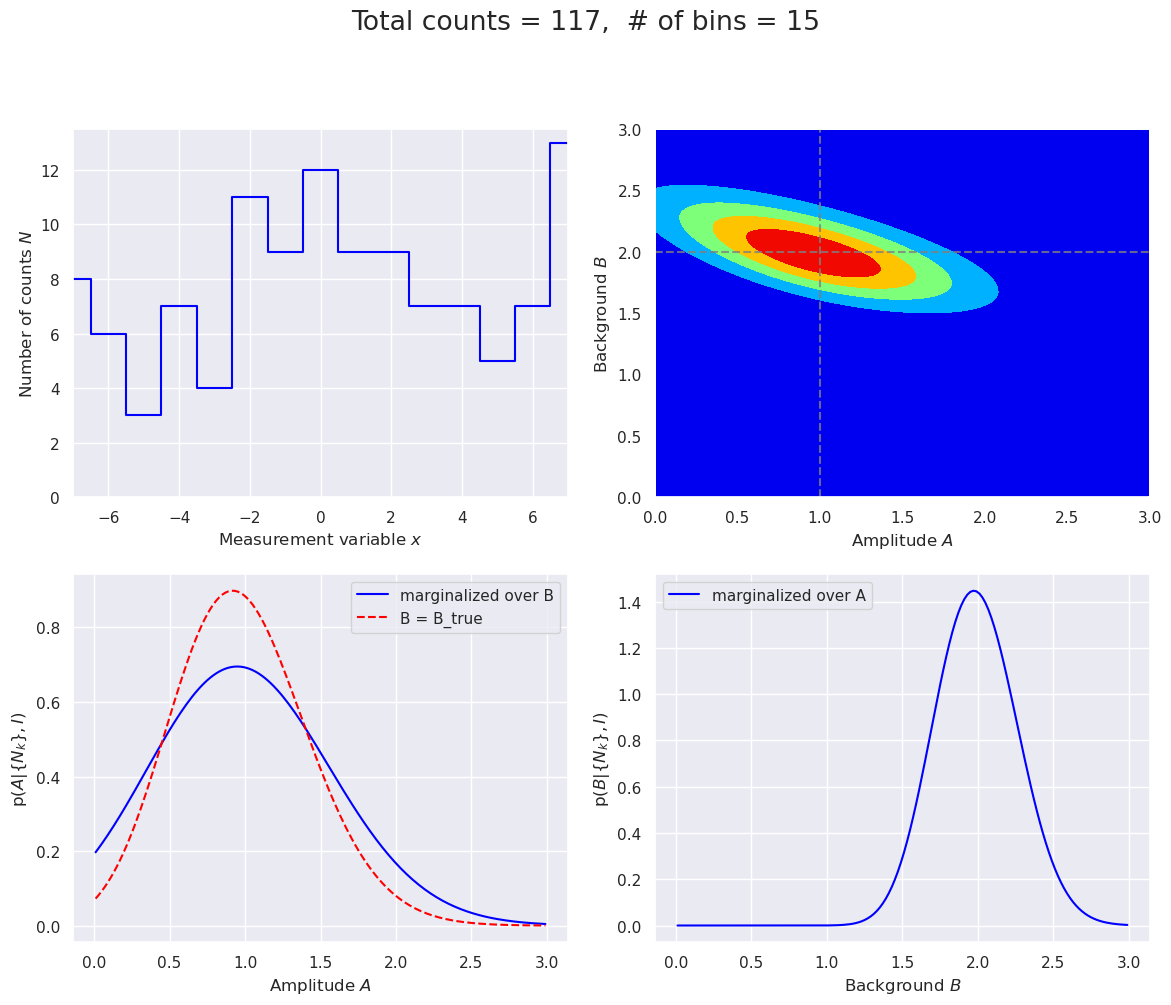 Total counts = 117,  # of bins = 15
Number of counts N
12
10
8
6
4
2
0
−6 −4 −2 0 2 4 6
Measurement variable x
Background B
3.0
2.5
2.0
1.5
1.0
0.5
0.0
0.0 0.5 1.0 1.5 2.0 2.5 3.0
Amplitude A
p(A|{N_k}, I)
0.8
0.6
0.4
0.2
0.0
marginalized over B
B = B_true
0.0 0.5 1.0 1.5 2.0 2.5 3.0
Amplitude A
p(B|{N_k}, I)
1.4
1.2
1.0
0.8
0.6
0.4
0.2
0.0
marginalized over A
0.0 0.5 1.0 1.5 2.0 2.5 3.0
Background B